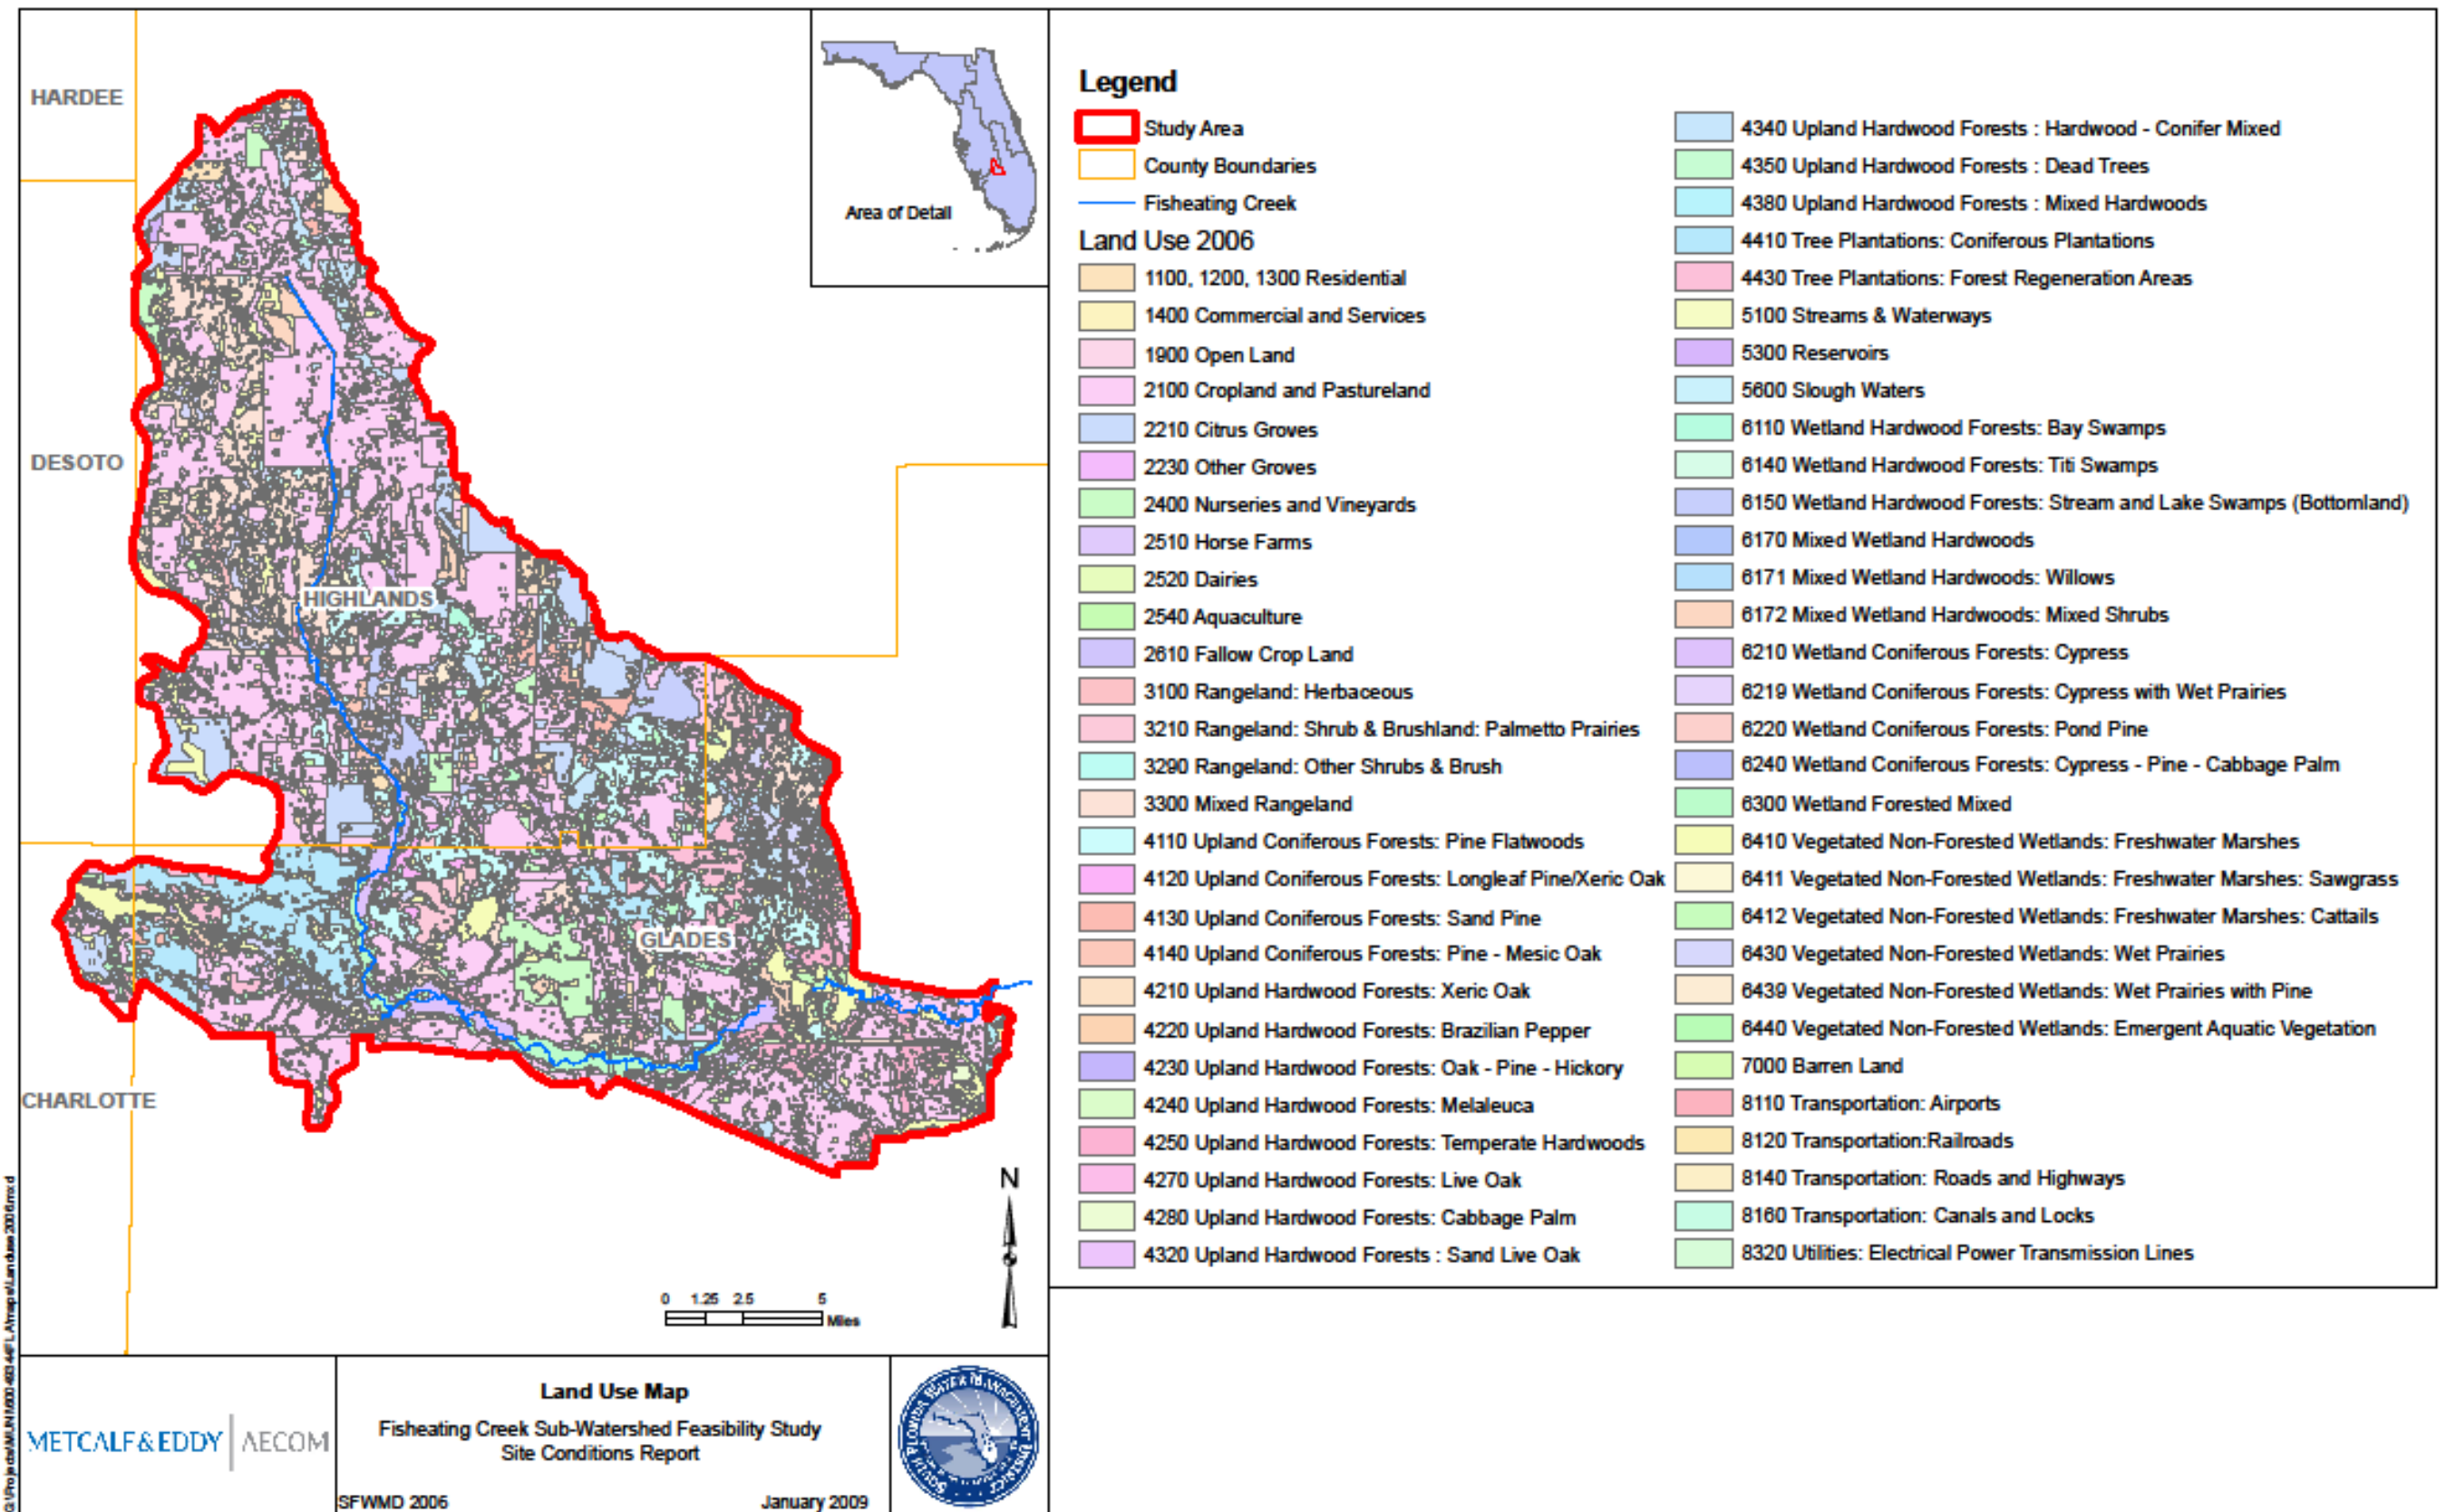 HARDEE
DESOTO
HIGHLANDS
GLADES
CHARLOTTE
Area of Detail
N
0 1.25 2.5 5
Miles
Legend
Study Area
County Boundaries
Fisheating Creek
Land Use 2006
1100, 1200, 1300 Residential
1400 Commercial and Services
1900 Open Land
2100 Cropland and Pastureland
2210 Citrus Groves
2230 Other Groves
2400 Nurseries and Vineyards
2510 Horse Farms
2520 Dairies
2540 Aquaculture
2610 Fallow Crop Land
3100 Rangeland: Herbaceous
3210 Rangeland: Shrub & Brushland: Palmetto Prairies
3290 Rangeland: Other Shrubs & Brush
3300 Mixed Rangeland
4110 Upland Coniferous Forests: Pine Flatwoods
4120 Upland Coniferous Forests: Longleaf Pine/Xeric Oak
4130 Upland Coniferous Forests: Sand Pine
4140 Upland Coniferous Forests: Pine - Mesic Oak
4210 Upland Hardwood Forests: Xeric Oak
4220 Upland Hardwood Forests: Brazilian Pepper
4230 Upland Hardwood Forests: Oak - Pine - Hickory
4240 Upland Hardwood Forests: Melaleuca
4250 Upland Hardwood Forests: Temperate Hardwoods
4270 Upland Hardwood Forests: Live Oak
4280 Upland Hardwood Forests: Cabbage Palm
4320 Upland Hardwood Forests : Sand Live Oak
4340 Upland Hardwood Forests : Hardwood - Conifer Mixed
4350 Upland Hardwood Forests : Dead Trees
4380 Upland Hardwood Forests : Mixed Hardwoods
4410 Tree Plantations: Coniferous Plantations
4430 Tree Plantations: Forest Regeneration Areas
5100 Streams & Waterways
5300 Reservoirs
5600 Slough Waters
6110 Wetland Hardwood Forests: Bay Swamps
6140 Wetland Hardwood Forests: Titi Swamps
6150 Wetland Hardwood Forests: Stream and Lake Swamps (Bottomland)
6170 Mixed Wetland Hardwoods
6171 Mixed Wetland Hardwoods: Willows
6172 Mixed Wetland Hardwoods: Mixed Shrubs
6210 Wetland Coniferous Forests: Cypress
6219 Wetland Coniferous Forests: Cypress with Wet Prairies
6220 Wetland Coniferous Forests: Pond Pine
6240 Wetland Coniferous Forests: Cypress - Pine - Cabbage Palm
6300 Wetland Forested Mixed
6410 Vegetated Non-Forested Wetlands: Freshwater Marshes
6411 Vegetated Non-Forested Wetlands: Freshwater Marshes: Sawgrass
6412 Vegetated Non-Forested Wetlands: Freshwater Marshes: Cattails
6430 Vegetated Non-Forested Wetlands: Wet Prairies
6439 Vegetated Non-Forested Wetlands: Wet Prairies with Pine
6440 Vegetated Non-Forested Wetlands: Emergent Aquatic Vegetation
7000 Barren Land
8110 Transportation: Airports
8120 Transportation:Railroads
8140 Transportation: Roads and Highways
8160 Transportation: Canals and Locks
8320 Utilities: Electrical Power Transmission Lines
METCALF&EDDY | AECOM
Land Use Map
Fisheating Creek Sub-Watershed Feasibility Study
Site Conditions Report
SFWMD 2006
January 2009
SOUTH FLORIDA WATER MANAGEMENT DISTRICT